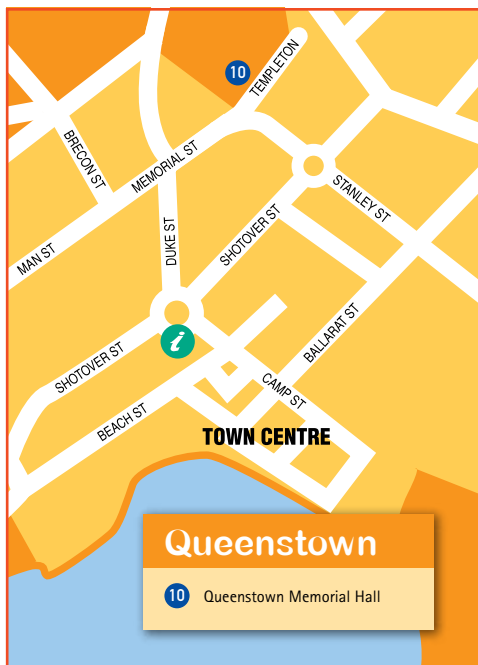 10
TEMPLETON
BRECON ST
MEMORIAL ST
STANLEY ST
MAN ST
DUKE ST
SHOTOVER ST
i
BALLARAT ST
SHOTOVER ST
CAMP ST
BEACH ST
TOWN CENTRE
Queenstown
10 Queenstown Memorial Hall